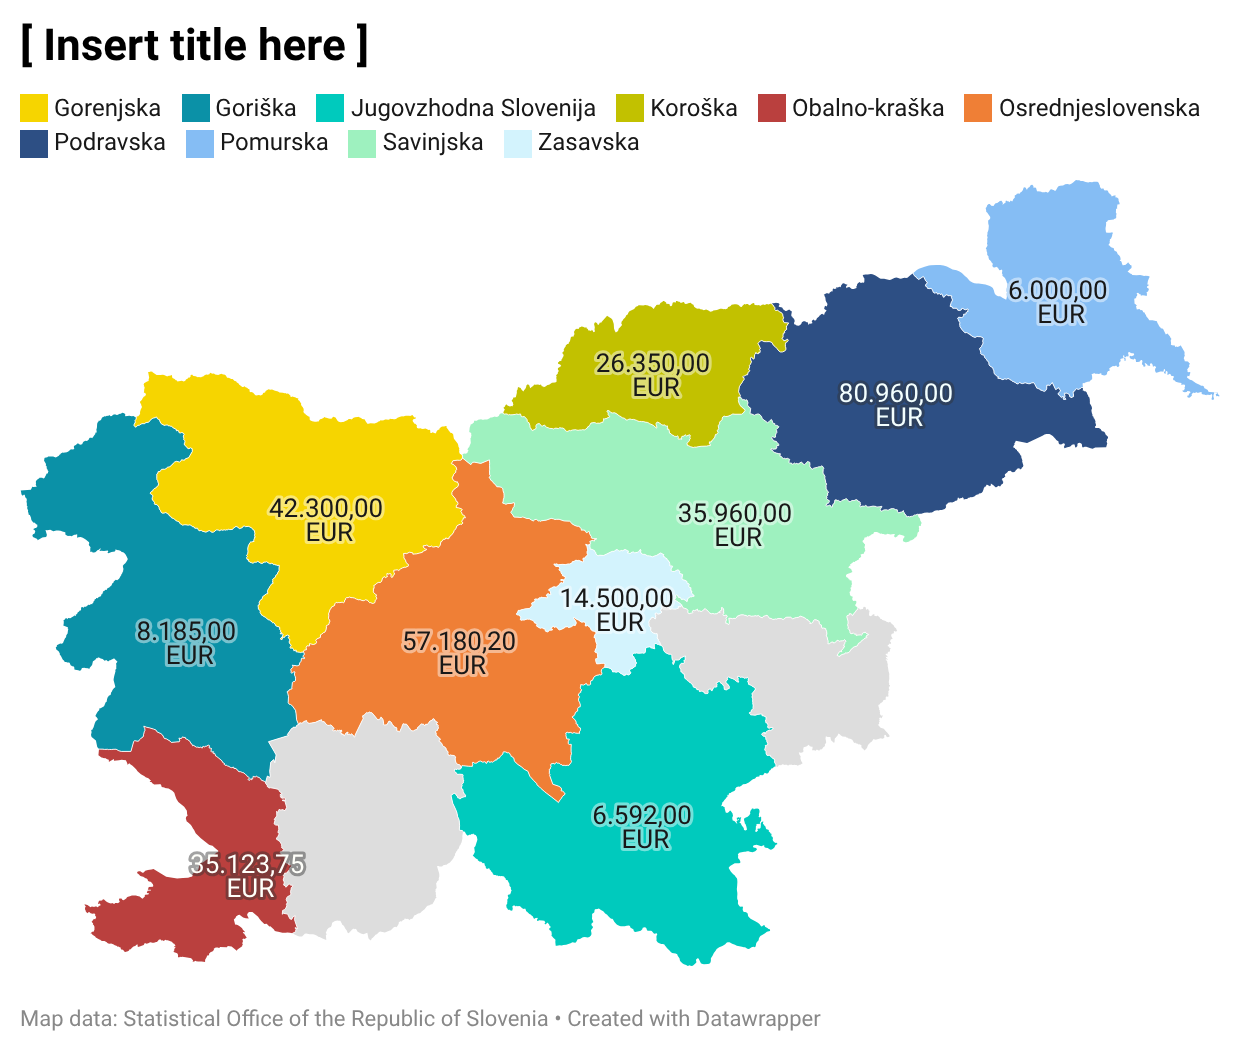 [ Insert title here ]
Gorenjska Goriška Jugovzhodna Slovenija Koroška Obalno-kraška Osrednjeslovenska
Podravska Pomurska Savinjska Zasavska
6.000,00
EUR
26.350,00
EUR
80.960,00
EUR
42.300,00
EUR
35.960,00
EUR
14.500,00
EUR
8.185,00
EUR
57.180,20
EUR
6.592,00
EUR
35.123,75
EUR
Map data: Statistical Office of the Republic of Slovenia • Created with Datawrapper